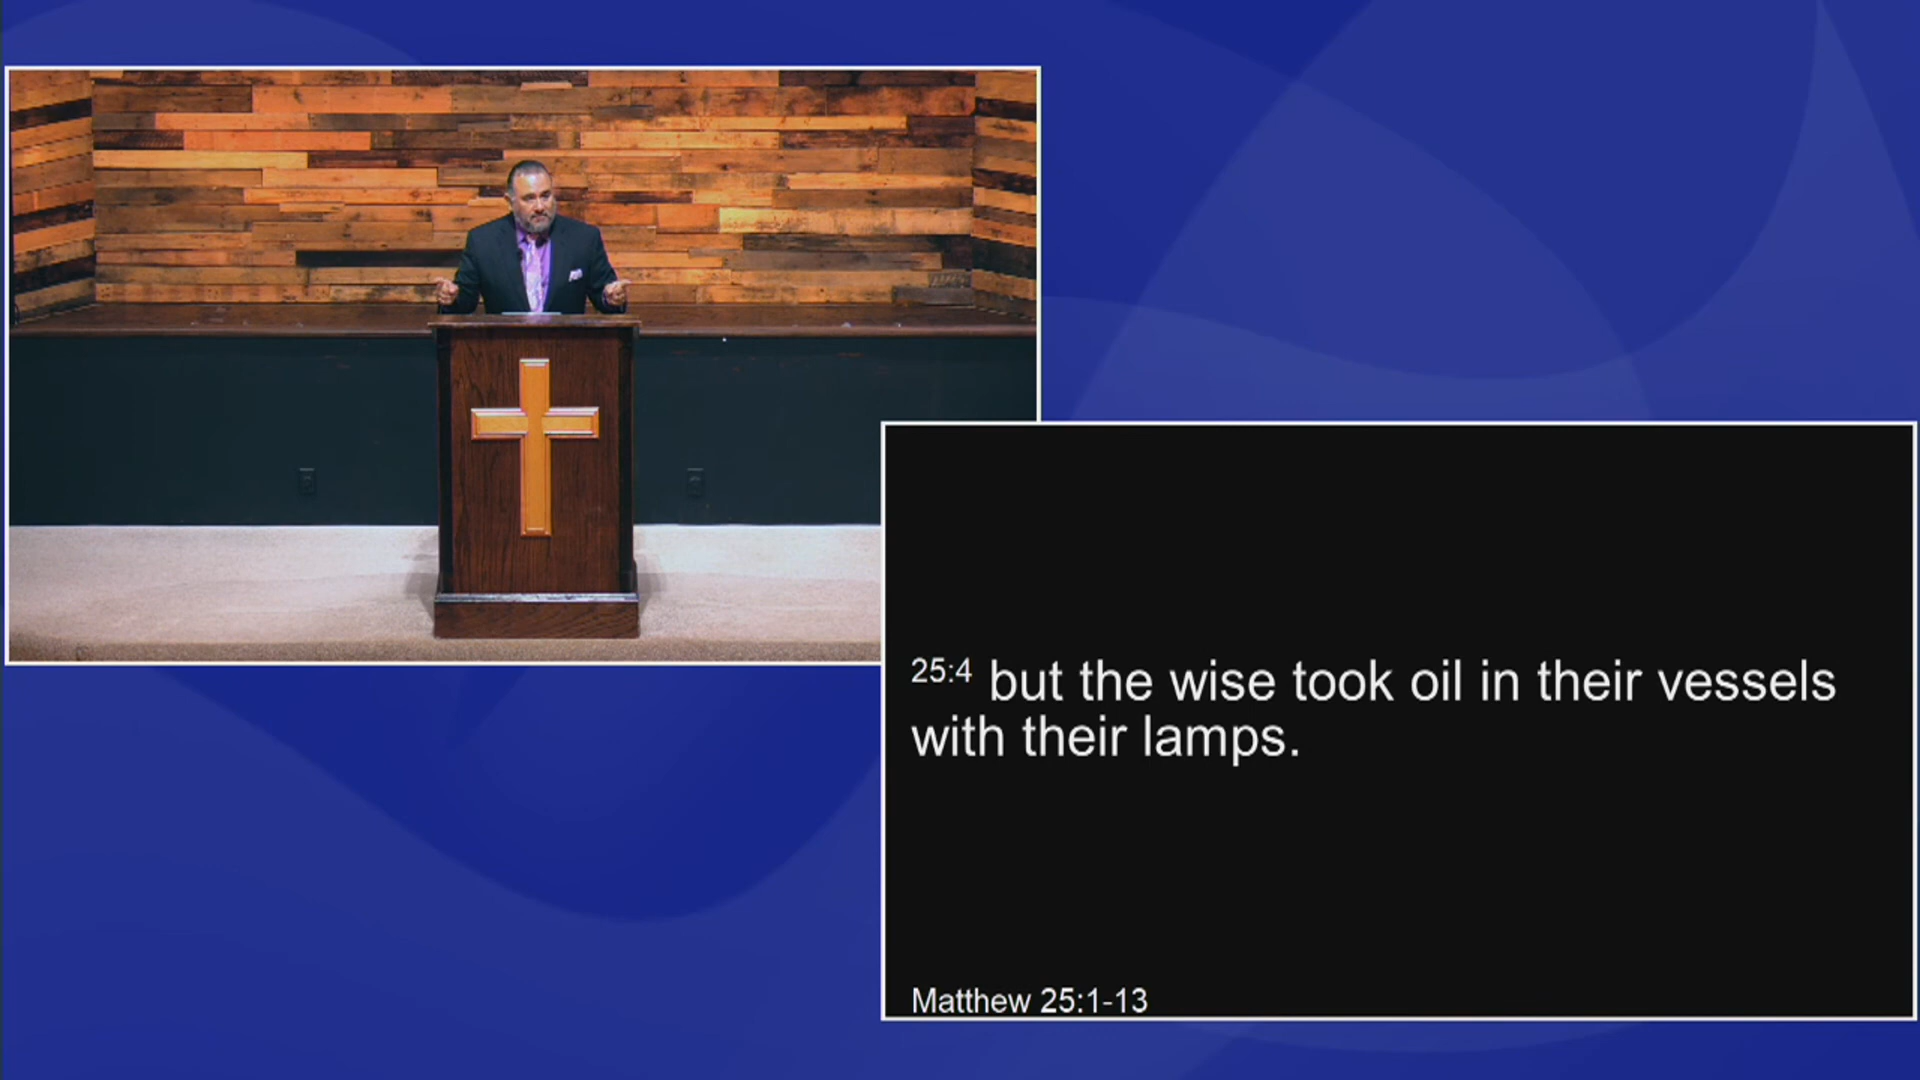 25:4 but the wise took oil in their vessels
with their lamps.
Matthew 25:1-13